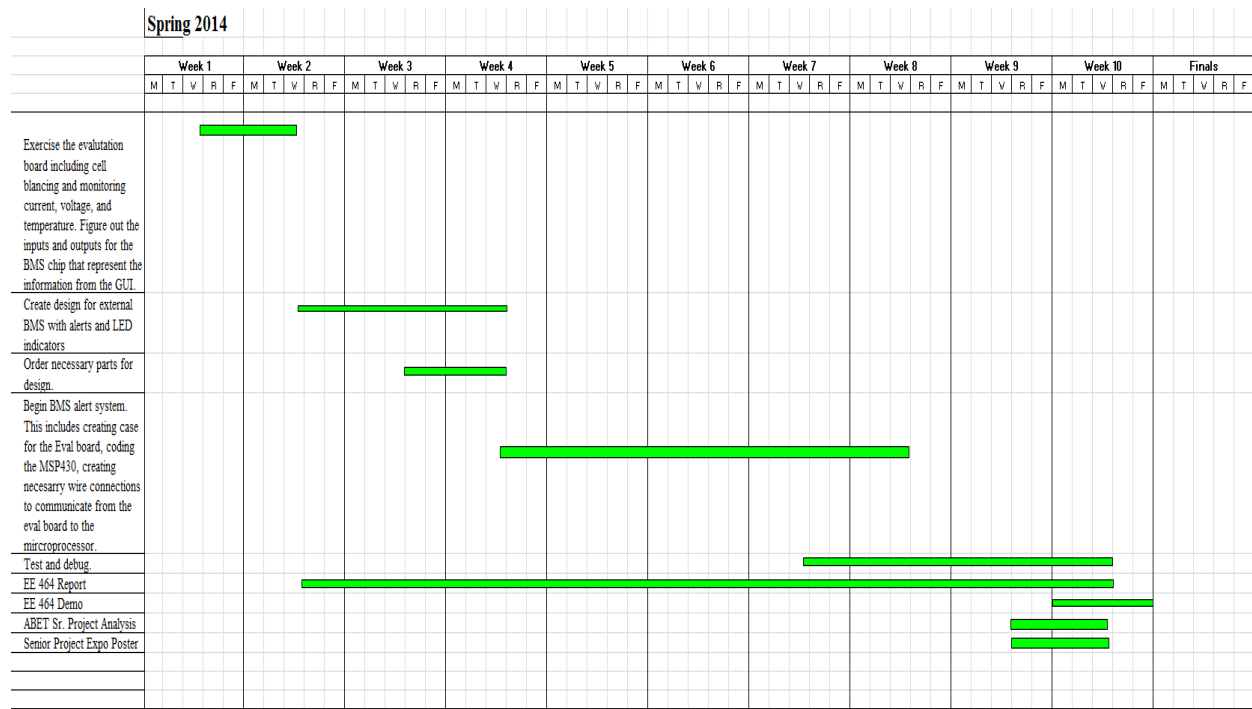 Spring 2014
Week 1 Week 2 Week 3 Week 4 Week 5 Week 6 Week 7 Week 8 Week 9 Week 10 Finals
M T W R F M T W R F M T W R F M T W R F M T W R F M T W R F M T W R F M T W R F M T W R F M T W R F M T W R F
Exercise the evalutation
board including cell
blancing and monitoring
current, voltage, and
temperature. Figure out the
inputs and outputs for the
BMS chip that represent the
information from the GUI.
Create design for external
BMS with alerts and LED
indicators
Order necessary parts for
design.
Begin BMS alert system.
This includes creating case
for the Eval board, coding
the MSP430, creating
necesarry wire connections
to communicate from the
eval board to the
mircroprocessor.
Test and debug.
EE 464 Report
EE 464 Demo
ABET Sr. Project Analysis
Senior Project Expo Poster